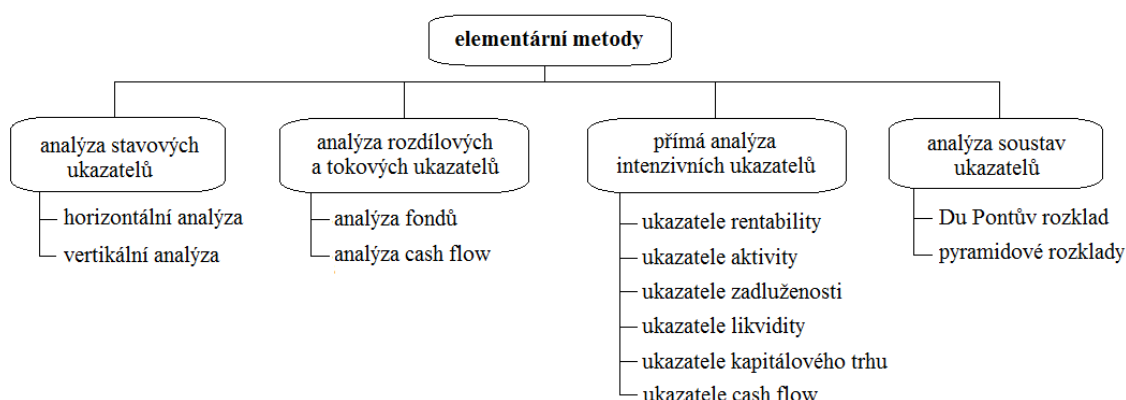 elementární metody
analýza stavových
ukazatelů
horizontální analýza
vertikální analýza
analýza rozdílových
a tokových ukazatelů
analýza fondů
analýza cash flow
přímá analýza
intenzivních ukazatelů
ukazatele rentability
ukazatele aktivity
ukazatele zadluženosti
ukazatele likvidity
ukazatele kapitálového trhu
ukazatele cash flow
analýza soustav
ukazatelů
Du Pontův rozklad
pyramidové rozklady